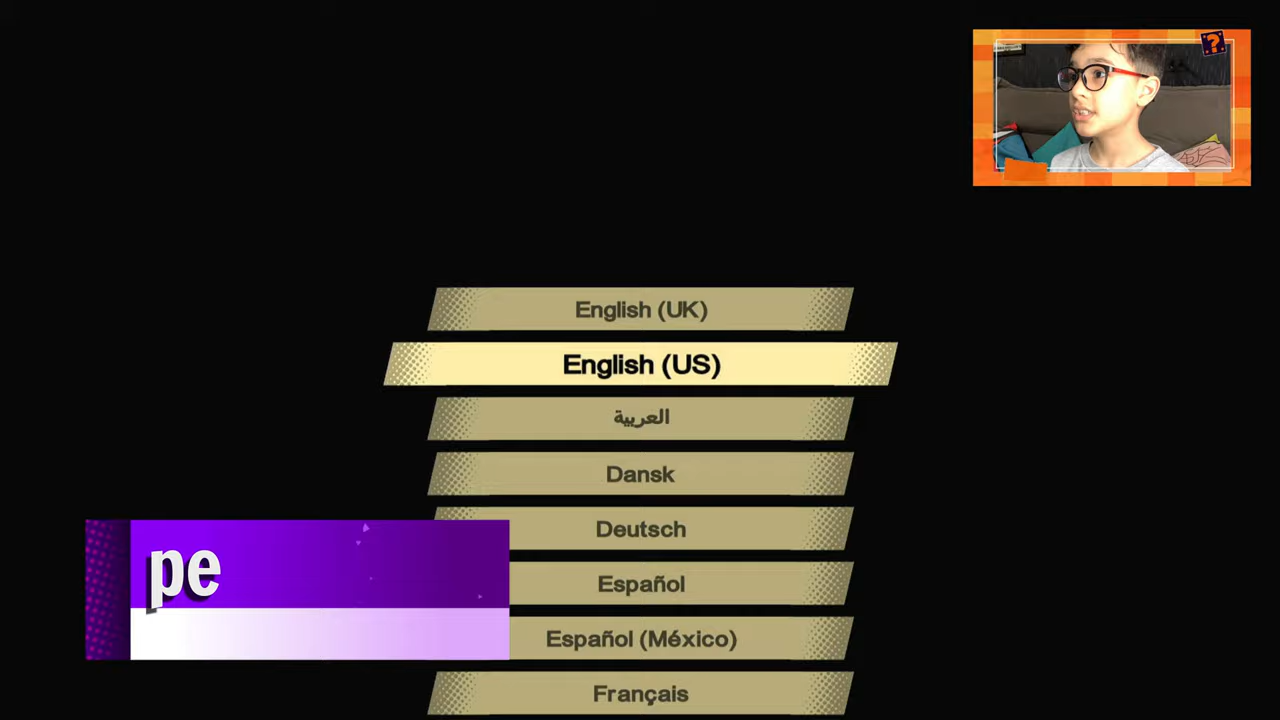 English (UK)
English (US)
العربية
Dansk
Deutsch
Español
Español (México)
Français
pe
?